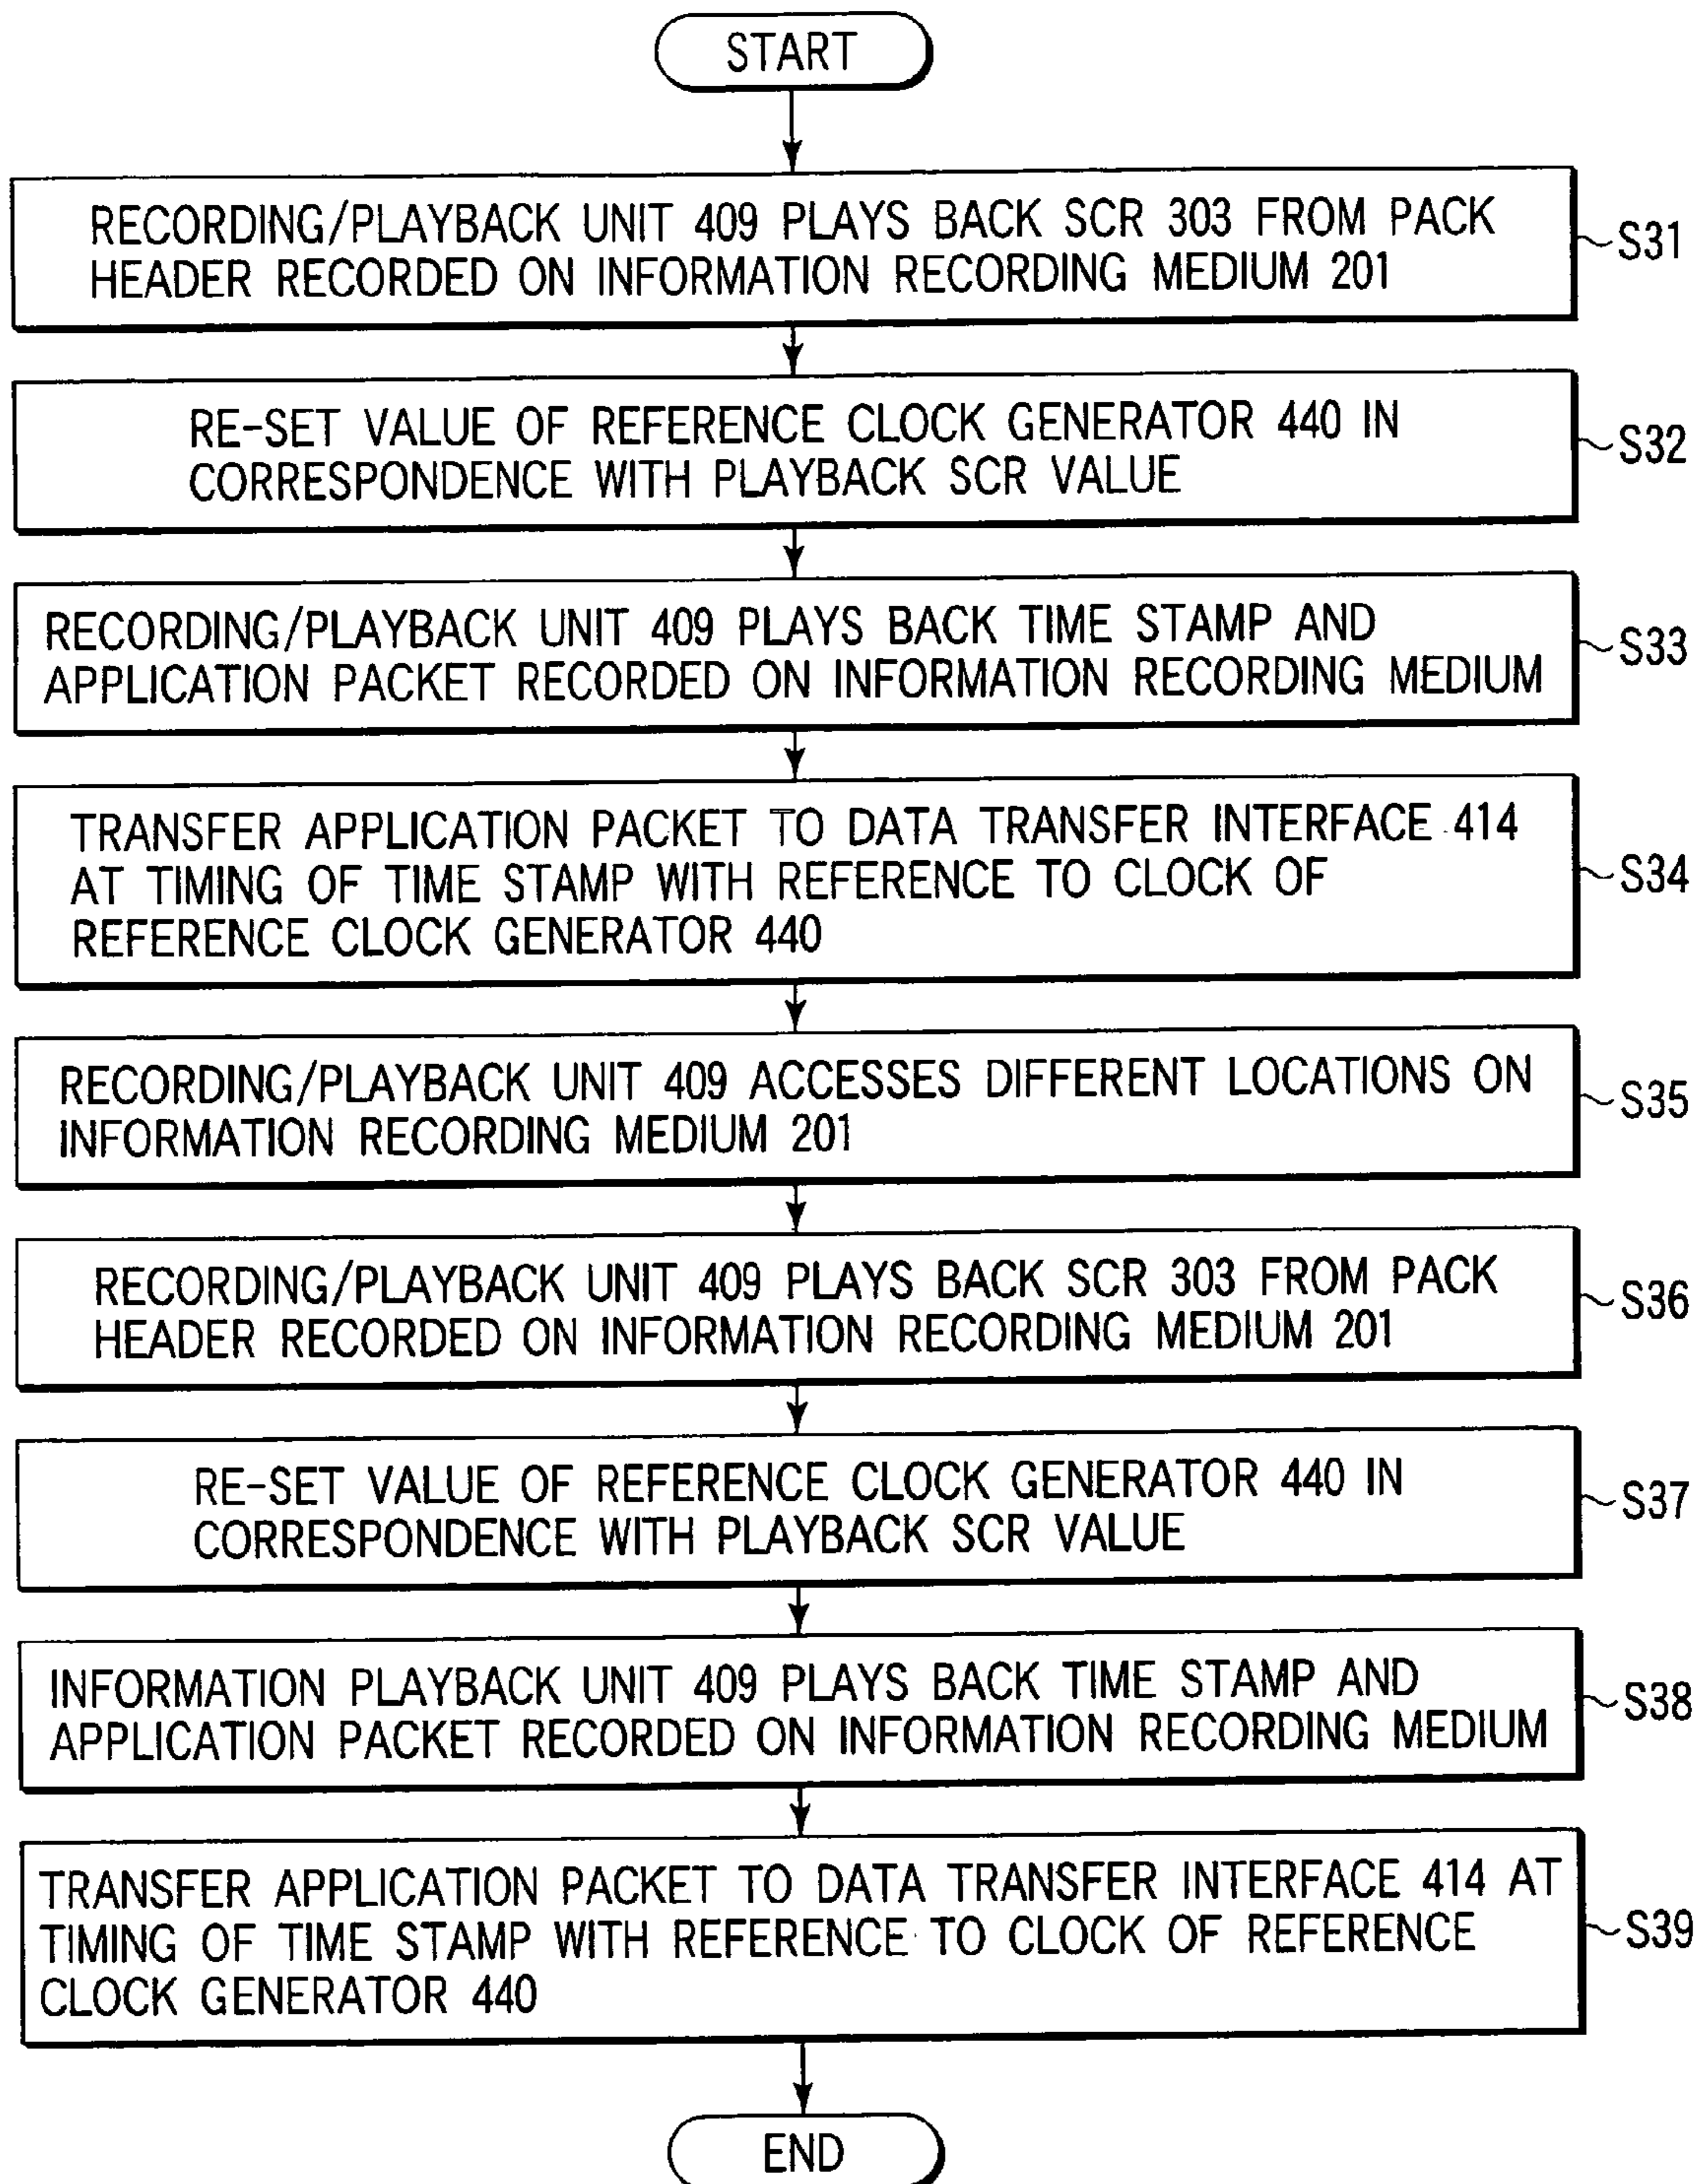 START
RECORDING/PLAYBACK UNIT 409 PLAYS BACK SCR 303 FROM PACK
HEADER RECORDED ON INFORMATION RECORDING MEDIUM 201
S31
RE-SET VALUE OF REFERENCE CLOCK GENERATOR 440 IN
CORRESPONDENCE WITH PLAYBACK SCR VALUE
S32
RECORDING/PLAYBACK UNIT 409 PLAYS BACK TIME STAMP AND
APPLICATION PACKET RECORDED ON INFORMATION RECORDING MEDIUM
S33
TRANSFER APPLICATION PACKET TO DATA TRANSFER INTERFACE 414
AT TIMING OF TIME STAMP WITH REFERENCE TO CLOCK OF
REFERENCE CLOCK GENERATOR 440
S34
RECORDING/PLAYBACK UNIT 409 ACCESSES DIFFERENT LOCATIONS ON
INFORMATION RECORDING MEDIUM 201
S35
RECORDING/PLAYBACK UNIT 409 PLAYS BACK SCR 303 FROM PACK
HEADER RECORDED ON INFORMATION RECORDING MEDIUM 201
S36
RE-SET VALUE OF REFERENCE CLOCK GENERATOR 440 IN
CORRESPONDENCE WITH PLAYBACK SCR VALUE
S37
INFORMATION PLAYBACK UNIT 409 PLAYS BACK TIME STAMP AND
APPLICATION PACKET RECORDED ON INFORMATION RECORDING MEDIUM
S38
TRANSFER APPLICATION PACKET TO DATA TRANSFER INTERFACE 414 AT
TIMING OF TIME STAMP WITH REFERENCE TO CLOCK OF REFERENCE
CLOCK GENERATOR 440
S39
END